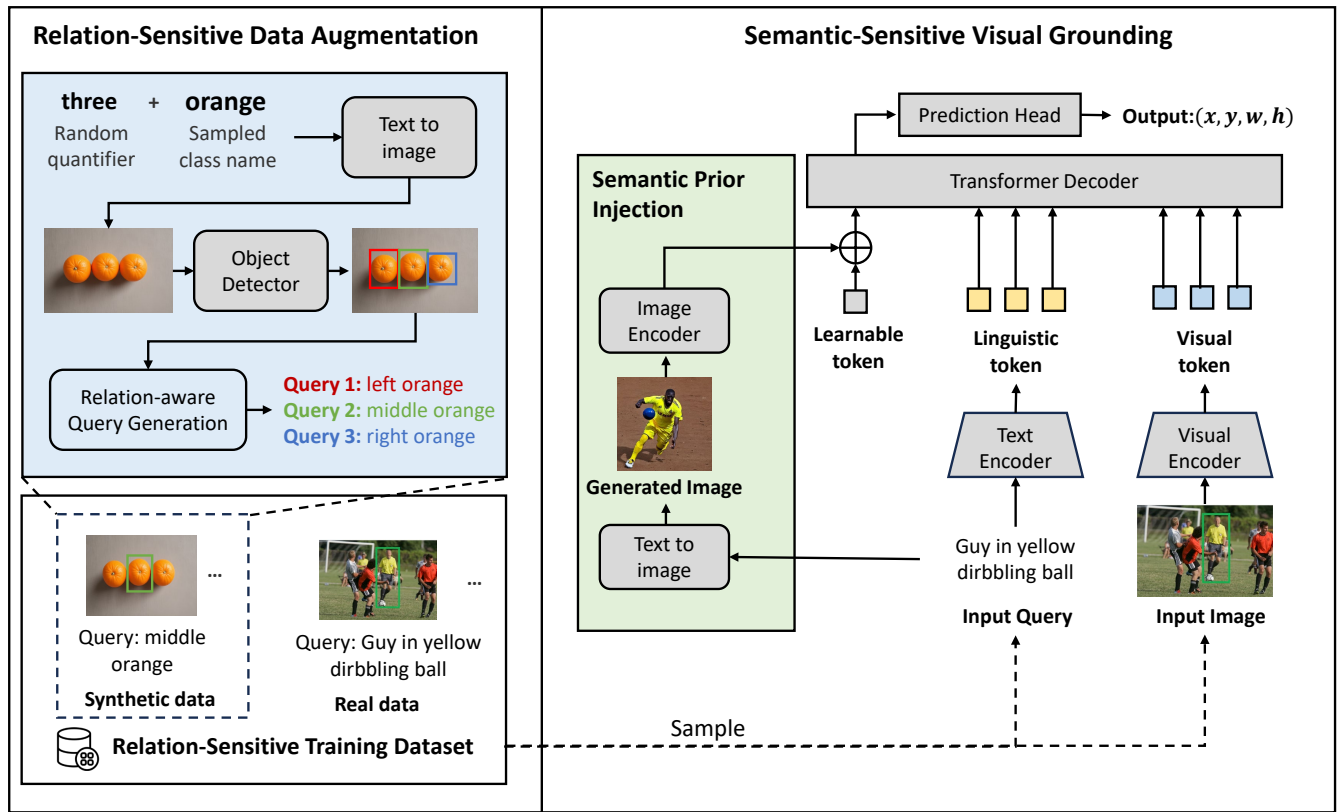 Relation-Sensitive Data Augmentation
three + orange
Random
quantifier
Sampled
class name
Text to
image
Object
Detector
Relation-aware
Query Generation
Query 1: left orange
Query 2: middle orange
Query 3: right orange
...
Query: middle
orange
Synthetic data
...
Query: Guy in yellow
dirbbling ball
Real data
Relation-Sensitive Training Dataset
Semantic-Sensitive Visual Grounding
Prediction Head
Output:(x, y, w, h)
Transformer Decoder
Semantic Prior
Injection
Image
Encoder
Generated Image
Text to
image
Learnable
token
Linguistic
token
Visual
token
Text
Encoder
Visual
Encoder
Guy in yellow
dirbbling ball
Input Query
Input Image
Sample